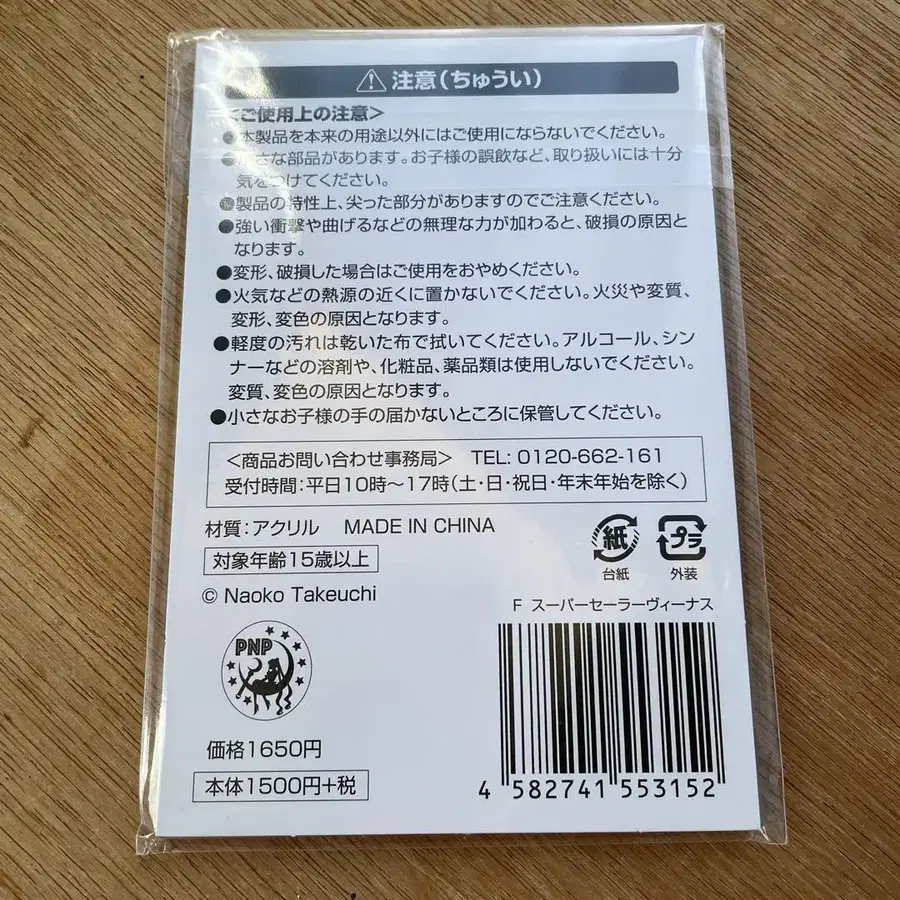 ⚠ 注意(ちゅうい)
<ご使用上の注意>
●本製品を本来の用途以外にはご使用にならないでください。
●小さな部品があります。お子様の誤飲など、取り扱いには十分
気をつけてください。
●製品の特性上、尖った部分がありますのでご注意ください。
●強い衝撃や曲げるなどの無理な力が加わると、破損の原因と
なります。
●変形、破損した場合はご使用をおやめください。
●火気などの熱源の近くに置かないでください。火災や変質、
変形、変色の原因となります。
●軽度の汚れは乾いた布で拭いてください。アルコール、シン
ナーなどの溶剤や、化粧品、薬品類は使用しないでください。
変質、変色の原因となります。
●小さなお子様の手の届かないところに保管してください。
<商品お問い合わせ事務局> TEL: 0120-662-161
受付時間:平日10時~17時(土・日・祝日・年末年始を除く)
材質:アクリル MADE IN CHINA
対象年齢15歳以上
紙
台紙
プラ
外装
© Naoko Takeuchi
F スーパーセーラーヴィーナス
PNP
価格1650円
本体1500円+税
4 582741 553152